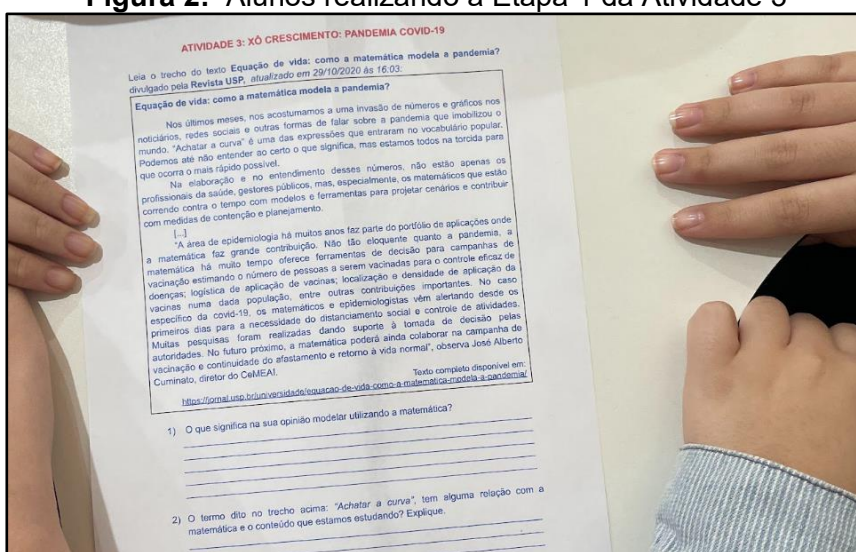 Figura 2: Alunos realizando a Etapa 1 da Atividade 3
ATIVIDADE 3: XÔ CRESCIMENTO: PANDEMIA COVID-19
Leia o trecho do texto Equação de vida: como a matemática modela a pandemia?
divulgado pela Revista USP, atualizado em 29/10/2020 às 16:03:
Equação de vida: como a matemática modela a pandemia?
Nos últimos meses, nos acostumamos a uma invasão de números e gráficos nos
noticiários, redes sociais e outras formas de falar sobre a pandemia que imobilizou o
mundo. "Achatar a curva" é uma das expressões que entraram no vocabulário popular.
Podemos até não entender ao certo o que significa, mas estamos todos na torcida para
que ocorra o mais rápido possível.
Na elaboração e no entendimento desses números, não estão apenas os
profissionais da saúde, gestores públicos, mas, especialmente, os matemáticos que estão
correndo contra o tempo com modelos e ferramentas para projetar cenários e contribuir
com medidas de contenção e planejamento.
[...]
"A área de epidemiologia há muitos anos faz parte do portfólio de aplicações onde
a matemática faz grande contribuição. Não tão eloquente quanto a pandemia, a
matemática há muito tempo oferece ferramentas de decisão para campanhas de
vacinação estimando o número de pessoas a serem vacinadas para o controle eficaz de
doenças; logística de aplicação de vacinas; localização e densidade de aplicação da
vacinas numa dada população, entre outras contribuições importantes. No caso
específico da covid-19, os matemáticos e epidemiologistas vêm alertando desde os
primeiros dias para a necessidade do distanciamento social e controle de atividades.
Muitas pesquisas foram realizadas dando suporte à tomada de decisão pelas
autoridades. No futuro próximo, a matemática poderá ainda colaborar na campanha de
vacinação e continuidade do afastamento e retorno à vida normal", observa José Alberto
Cuminato, diretor do CeMEAI.
Texto completo disponível em:
https://jornal.usp.br/universidade/equacao-de-vida-como-a-matematica-modela-a-pandemia/
1) O que significa na sua opinião modelar utilizando a matemática?
2) O termo dito no trecho acima: "Achatar a curva", tem alguma relação com a
matemática e o conteúdo que estamos estudando? Explique.